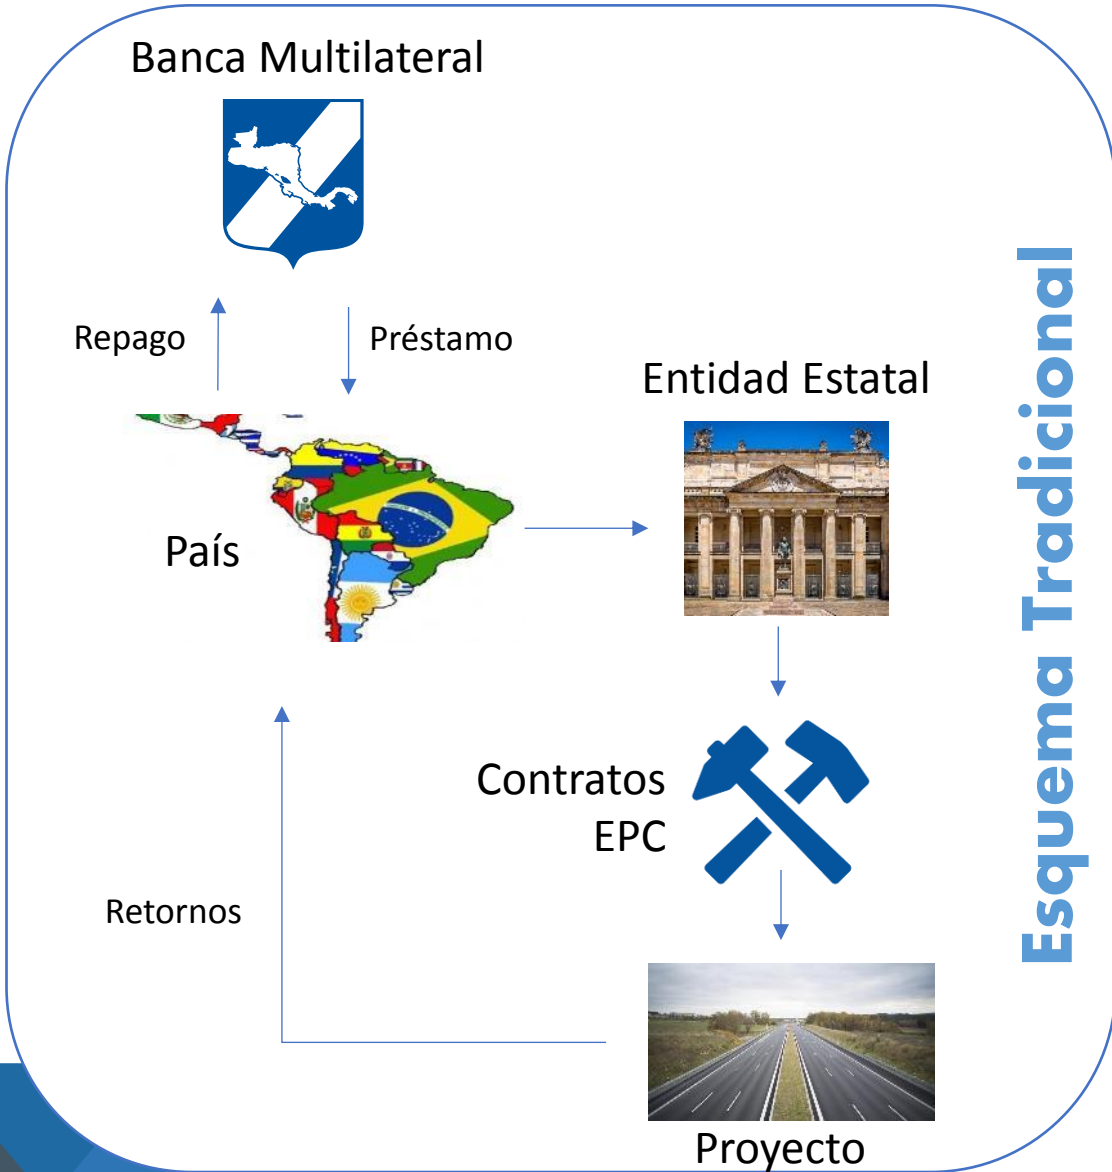 Banca Multilateral
Repago
Préstamo
Entidad Estatal
País
Contratos
EPC
Retornos
Proyecto
Esquema Tradicional